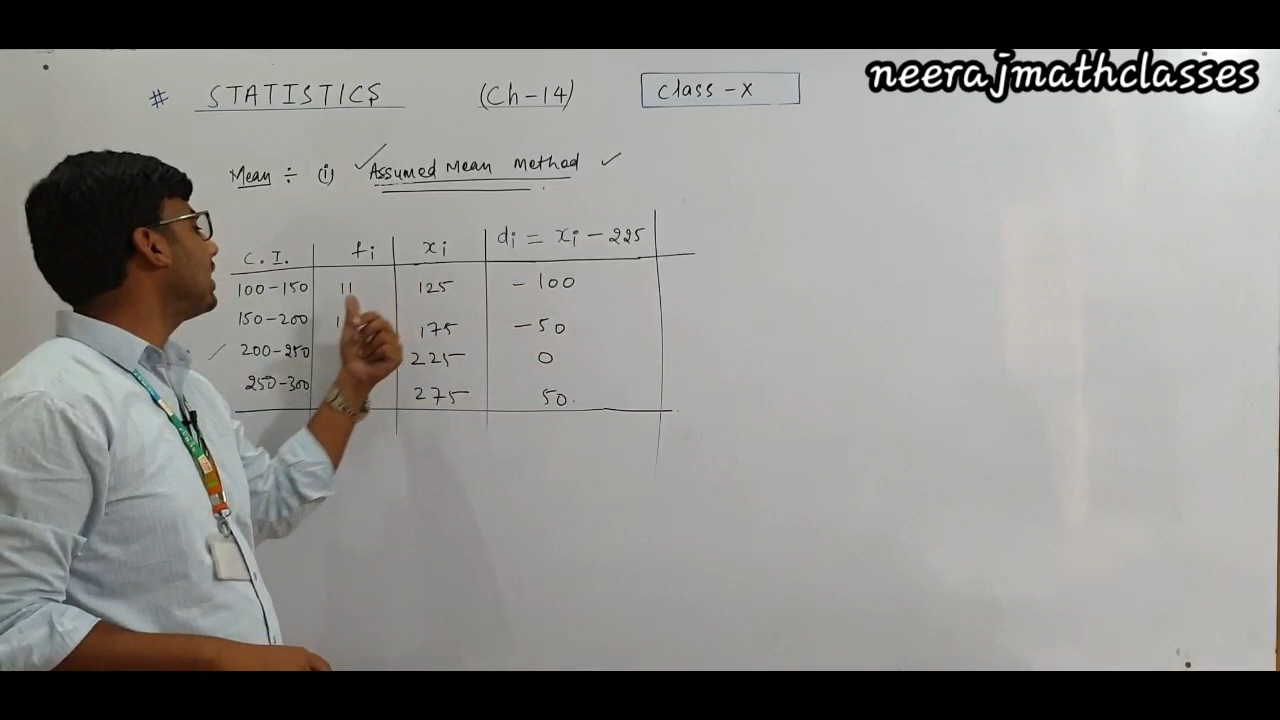 neerajmathclasses
# STATISTICS (Ch-14) Class-X
Mean ÷ (i) Assumed Mean Method
C.I. fi xi di = xi - 225
100-150 11 125 -100
150-200 175 -50
200-250 225 0
250-300 275 50.